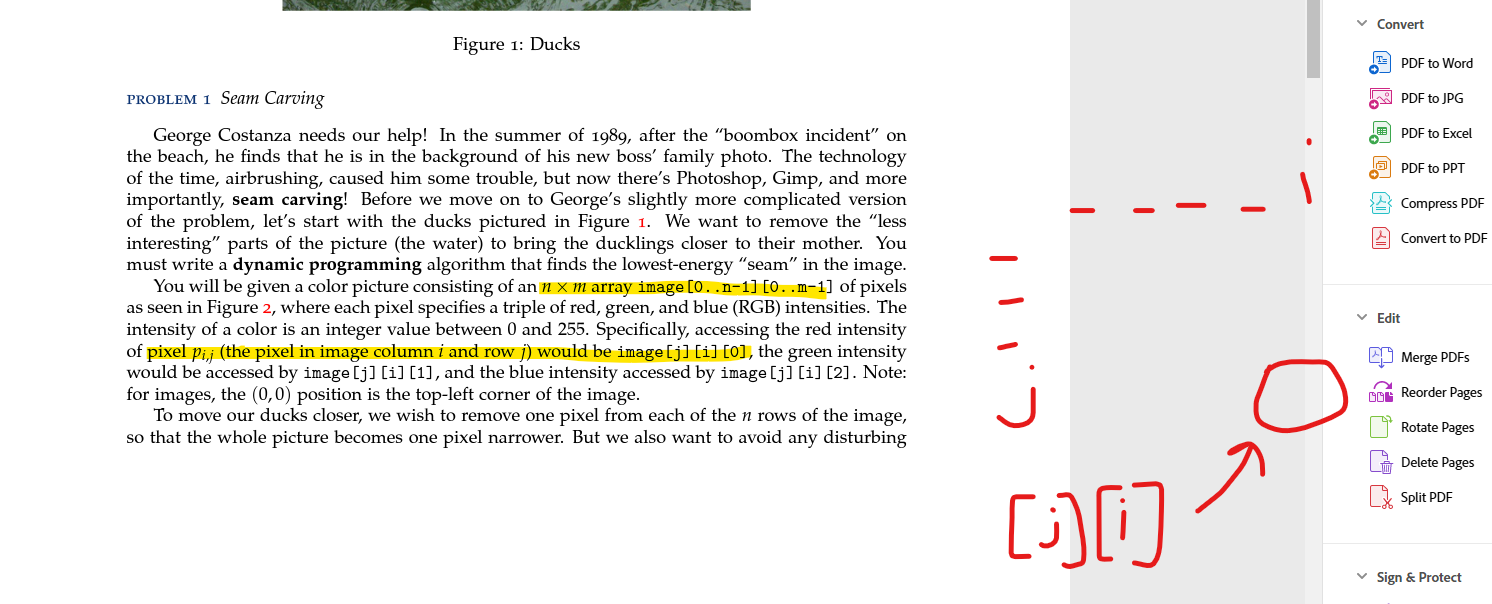 Figure 1: Ducks
PROBLEM 1 Seam Carving
George Costanza needs our help! In the summer of 1989, after the “boombox incident” on
the beach, he finds that he is in the background of his new boss’ family photo. The technology
of the time, airbrushing, caused him some trouble, but now there’s Photoshop, Gimp, and more
importantly, seam carving! Before we move on to George’s slightly more complicated version
of the problem, let’s start with the ducks pictured in Figure 1. We want to remove the “less
interesting” parts of the picture (the water) to bring the ducklings closer to their mother. You
must write a dynamic programming algorithm that finds the lowest-energy “seam” in the image.
You will be given a color picture consisting of an n × m array image[0..n-1][0..m-1] of pixels
as seen in Figure 2, where each pixel specifies a triple of red, green, and blue (RGB) intensities. The
intensity of a color is an integer value between 0 and 255. Specifically, accessing the red intensity
of pixel pi,j (the pixel in image column i and row j) would be image[j][i][0], the green intensity
would be accessed by image[j][i][1], and the blue intensity accessed by image[j][i][2]. Note:
for images, the (0, 0) position is the top-left corner of the image.
To move our ducks closer, we wish to remove one pixel from each of the n rows of the image,
so that the whole picture becomes one pixel narrower. But we also want to avoid any disturbing
i
j
[j][i]
Convert
PDF to Word
PDF to JPG
PDF to Excel
PDF to PPT
Compress PDF
Convert to PDF
Edit
Merge PDFs
Reorder Pages
Rotate Pages
Delete Pages
Split PDF
Sign & Protect